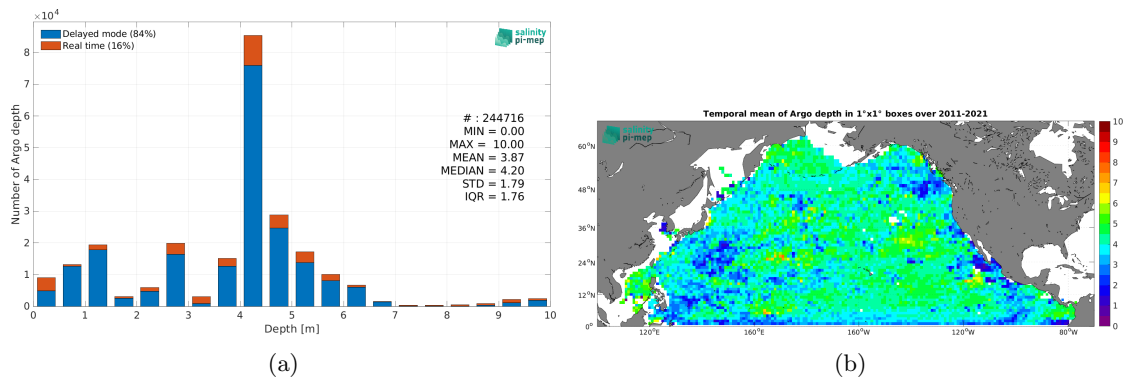 ×10⁴
Delayed mode (84%)
Real time (16%)
salinity
pi-mep
8
7
6
5
4
3
2
1
0
Number of Argo depth
# : 244716
MIN = 0.00
MAX = 10.00
MEAN = 3.87
MEDIAN = 4.20
STD = 1.79
IQR = 1.76
0 1 2 3 4 5 6 7 8 9 10
Depth [m]
(a)
Temporal mean of Argo depth in 1°x1° boxes over 2011-2021
salinity
pi-mep
60°N
48°N
36°N
24°N
12°N
0°
120°E 160°E 160°W 120°W 80°W
10
9
8
7
6
5
4
3
2
1
0
(b)